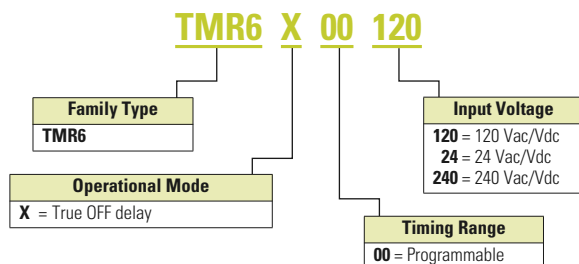 TMR6 X 00 120
Family Type
TMR6
Input Voltage
120 = 120 Vac/Vdc
24 = 24 Vac/Vdc
240 = 240 Vac/Vdc
Operational Mode
X = True OFF delay
Timing Range
00 = Programmable